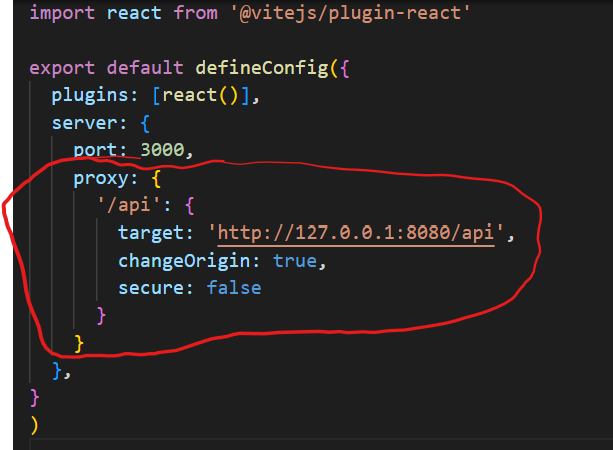 import react from '@vitejs/plugin-react'
export default defineConfig({
plugins: [react()],
server: {
port: 3000,
proxy: {
'/api': {
target: 'http://127.0.0.1:8080/api',
changeOrigin: true,
secure: false
}
}
},
}
)